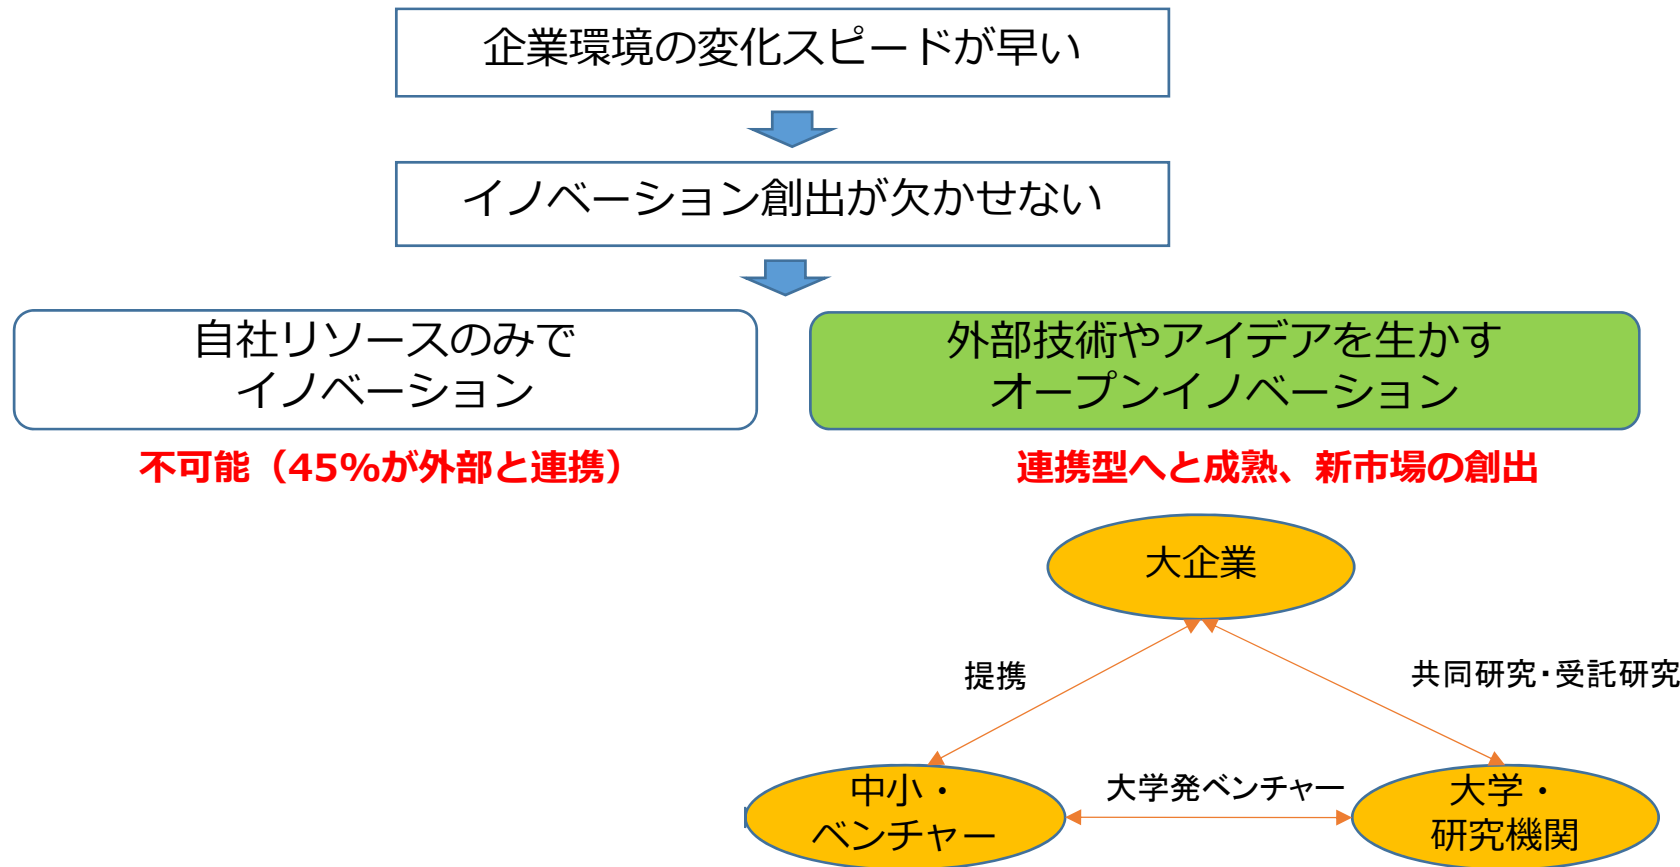 企業環境の変化スピードが早い
イノベーション創出が欠かせない
自社リソースのみで
イノベーション
外部技術やアイデアを生かす
オープンイノベーション
不可能（45%が外部と連携）
連携型へと成熟、新市場の創出
大企業
提携
共同研究・受託研究
中小・
ベンチャー
大学発ベンチャー
大学・
研究機関